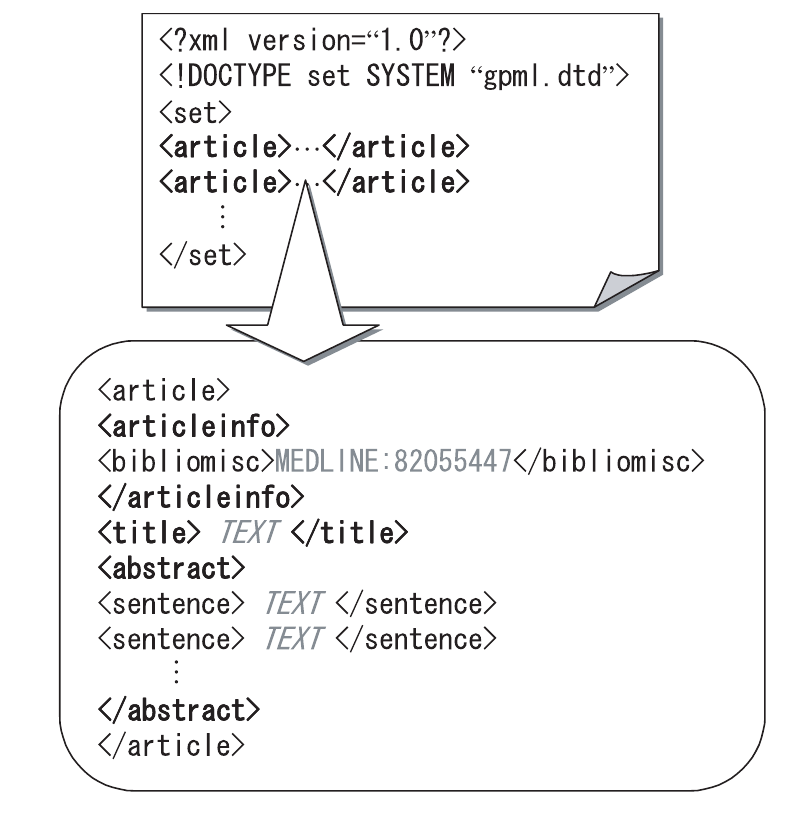 <?xml version=“1.0”?>
<!DOCTYPE set SYSTEM “gpml.dtd”>
<set>
<article>…</article>
<article>…</article>
⋮
</set>
<article>
<articleinfo>
<bibliomisc>MEDLINE:82055447</bibliomisc>
</articleinfo>
<title> TEXT </title>
<abstract>
<sentence> TEXT </sentence>
<sentence> TEXT </sentence>
⋮
</abstract>
</article>